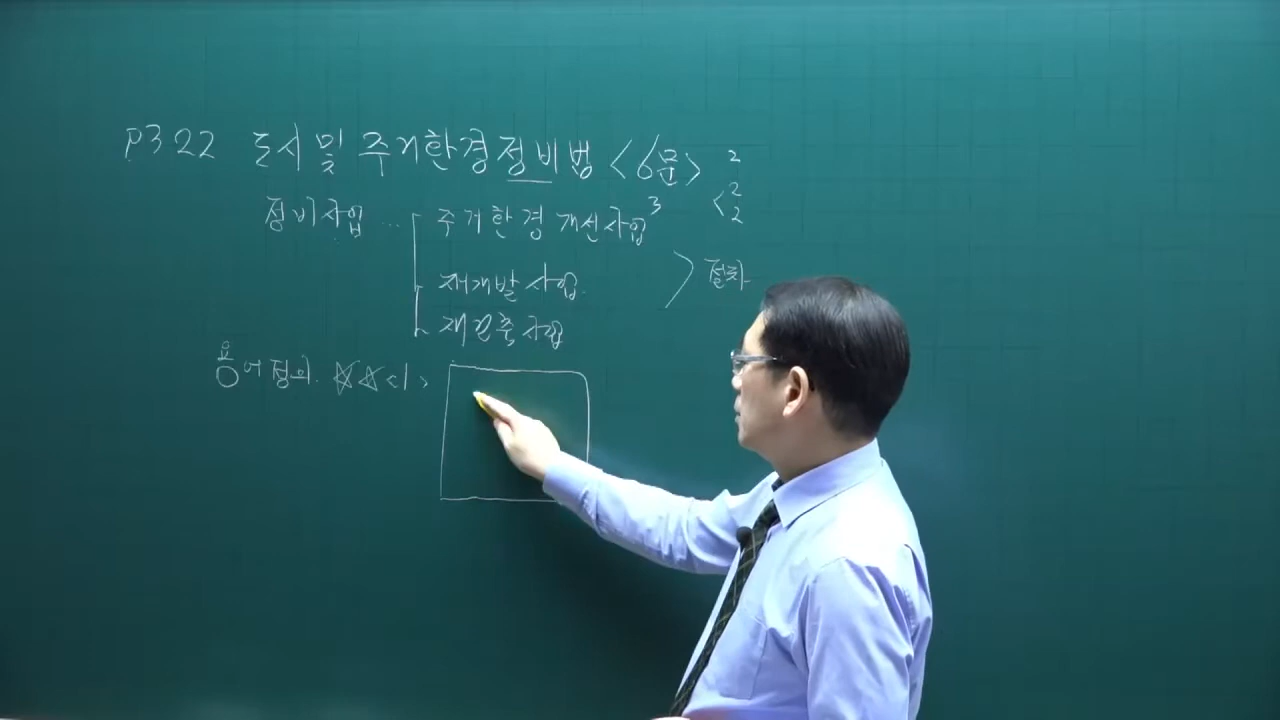 P322 도시 및 주거환경정비법 <6문> 2
< 2
2
정비사업 ‥ 주거환경개선사업 3
재개발사업 > 절차
재건축사업
용어정의. ☆☆<1>